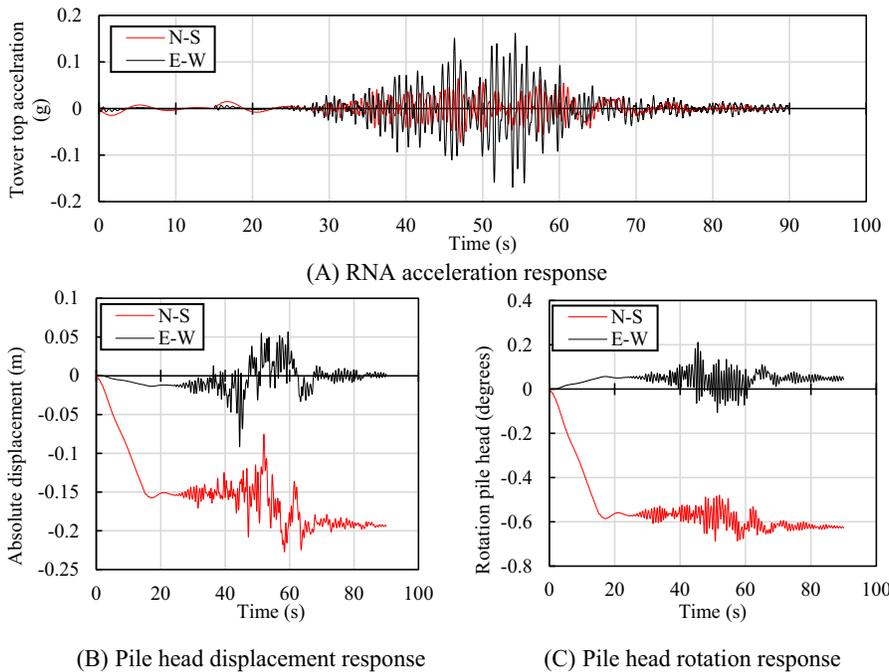 Tower top accelration
(g)
0.2
0.1
0
-0.1
-0.2
N-S
E-W
0 10 20 30 40 50 60 70 80 90 100
Time (s)
(A) RNA acceleration response
Absolute displacement (m)
0.1
0.05
0
-0.05
-0.1
-0.15
-0.2
-0.25
N-S
E-W
0 20 40 60 80 100
Time (s)
(B) Pile head displacement response
Rotation pile head (degrees)
0.4
0.2
0
-0.2
-0.4
-0.6
-0.8
N-S
E-W
0 20 40 60 80 100
Time (s)
(C) Pile head rotation response